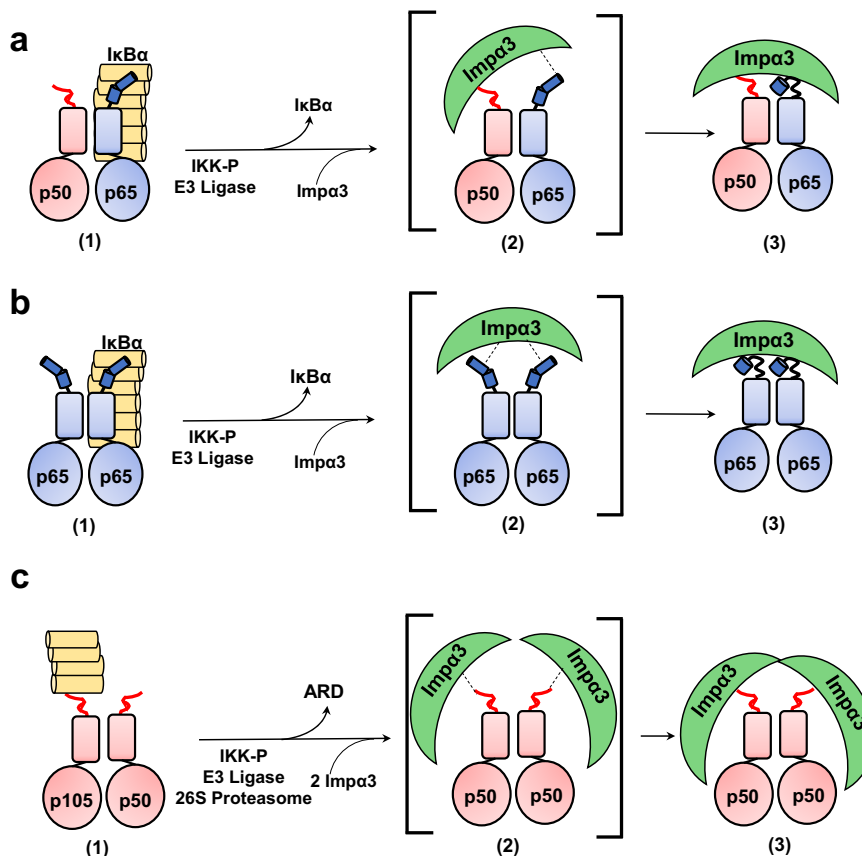 a
IκBα
p50
p65
(1)
IκBα
IKK-P
E3 Ligase
Impα3
Impα3
p50
p65
(2)
Impα3
p50
p65
(3)
b
IκBα
p65
p65
(1)
IκBα
IKK-P
E3 Ligase
Impα3
Impα3
p65
p65
(2)
Impα3
p65
p65
(3)
c
p105
p50
(1)
ARD
IKK-P
E3 Ligase
26S Proteasome
2 Impα3
Impα3
Impα3
p50
p50
(2)
Impα3
Impα3
p50
p50
(3)